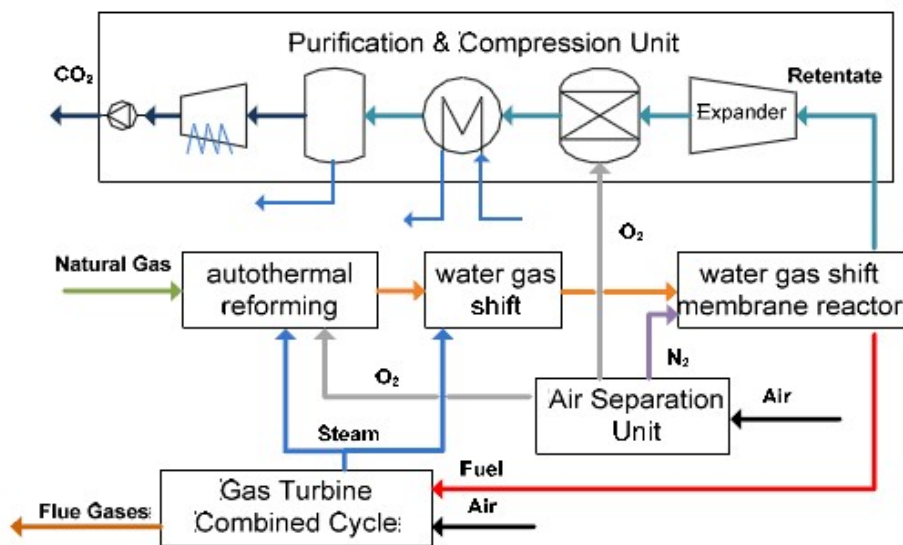 Purification & Compression Unit
CO₂
Retentate
Expander
O₂
Natural Gas
autothermal
reforming
water gas
shift
water gas shift
membrane reactor
N₂
O₂
Air Separation
Unit
Air
Steam
Fuel
Gas Turbine
Combined Cycle
Flue Gases
Air